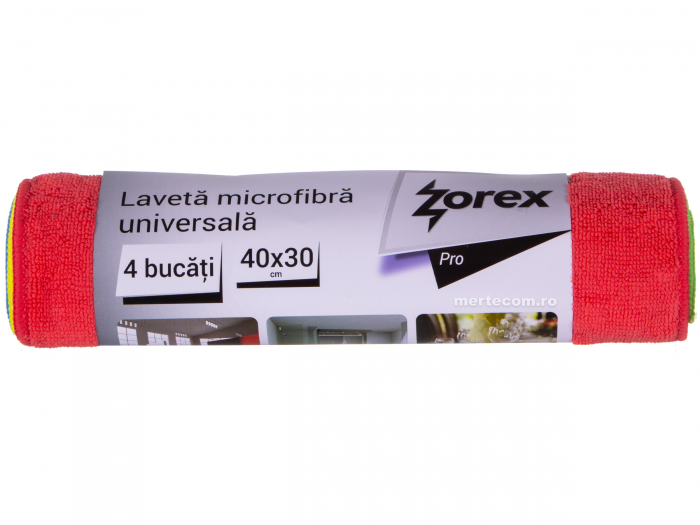 Lavetă microfibră
universală
4 bucăți
40x30
cm
Zorex
Pro
mertecom.ro